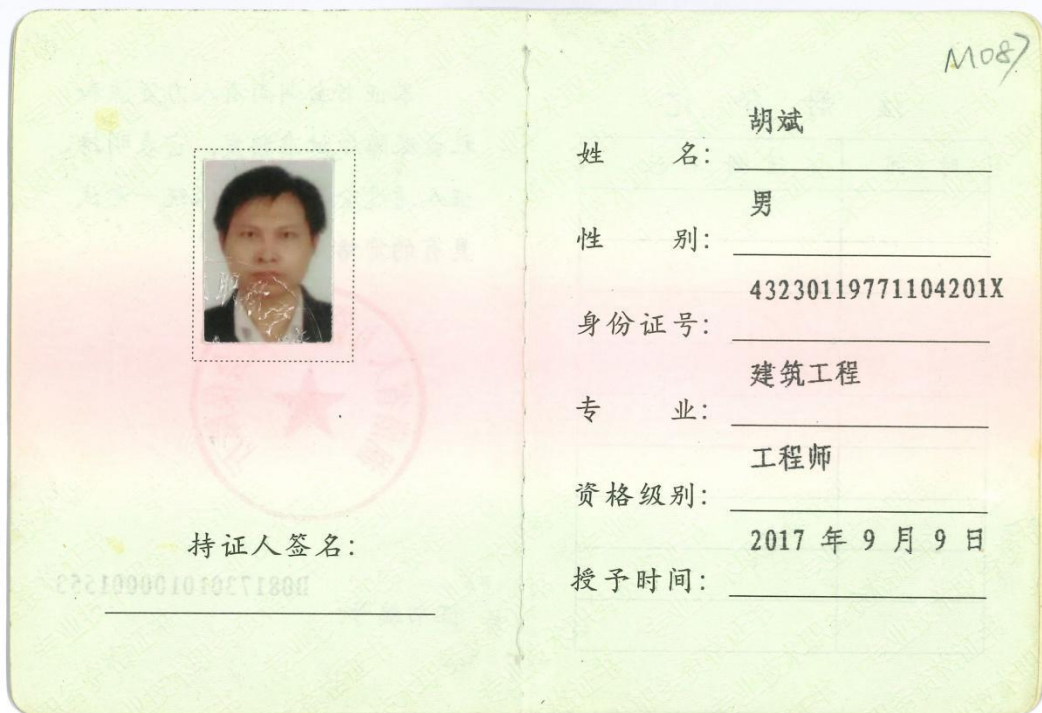 M087
持证人签名:
姓 名: 胡斌
性 别: 男
身份证号: 43230119771104201X
专 业: 建筑工程
资格级别: 工程师
授予时间: 2017 年 9 月 9 日